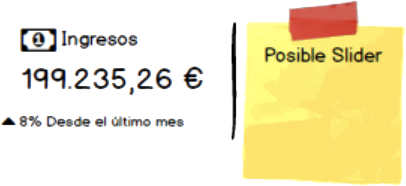 Ingresos
199.235,26 €
8% Desde el último mes
Posible Slider